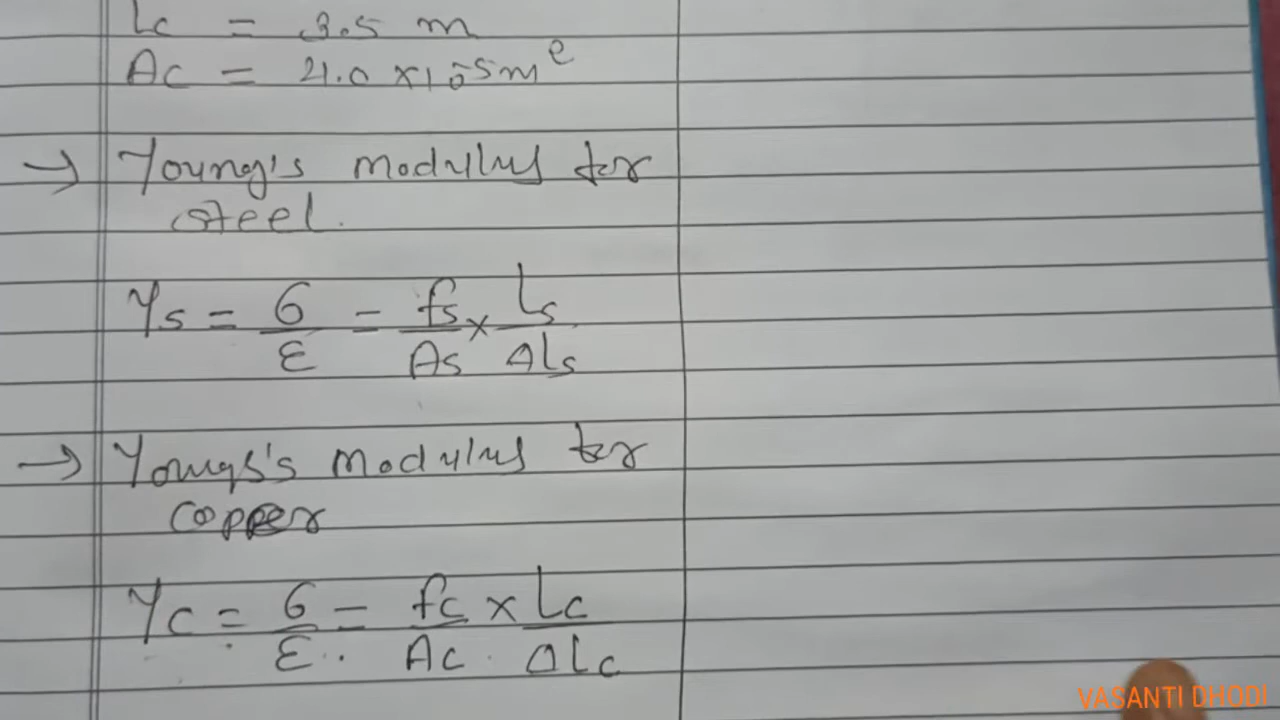 Lc = 3.5 m
Ac = 4.0 × 10⁻⁵ m²
→ Young's modulus for
steel.
Ys = σ/ε = fs/As × Ls/ΔLs
→ Youngs's modulus for
copper
Yc = σ/ε = fc/Ac × Lc/ΔLc
VASANTI DHODI